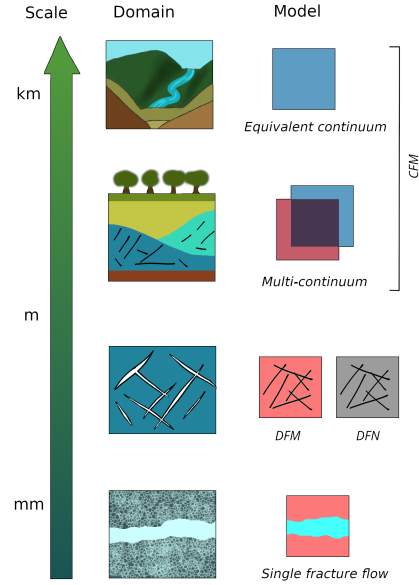 Scale Domain Model
km
Equivalent continuum
CFM
Multi-continuum
m
DFM DFN
mm
Single fracture flow